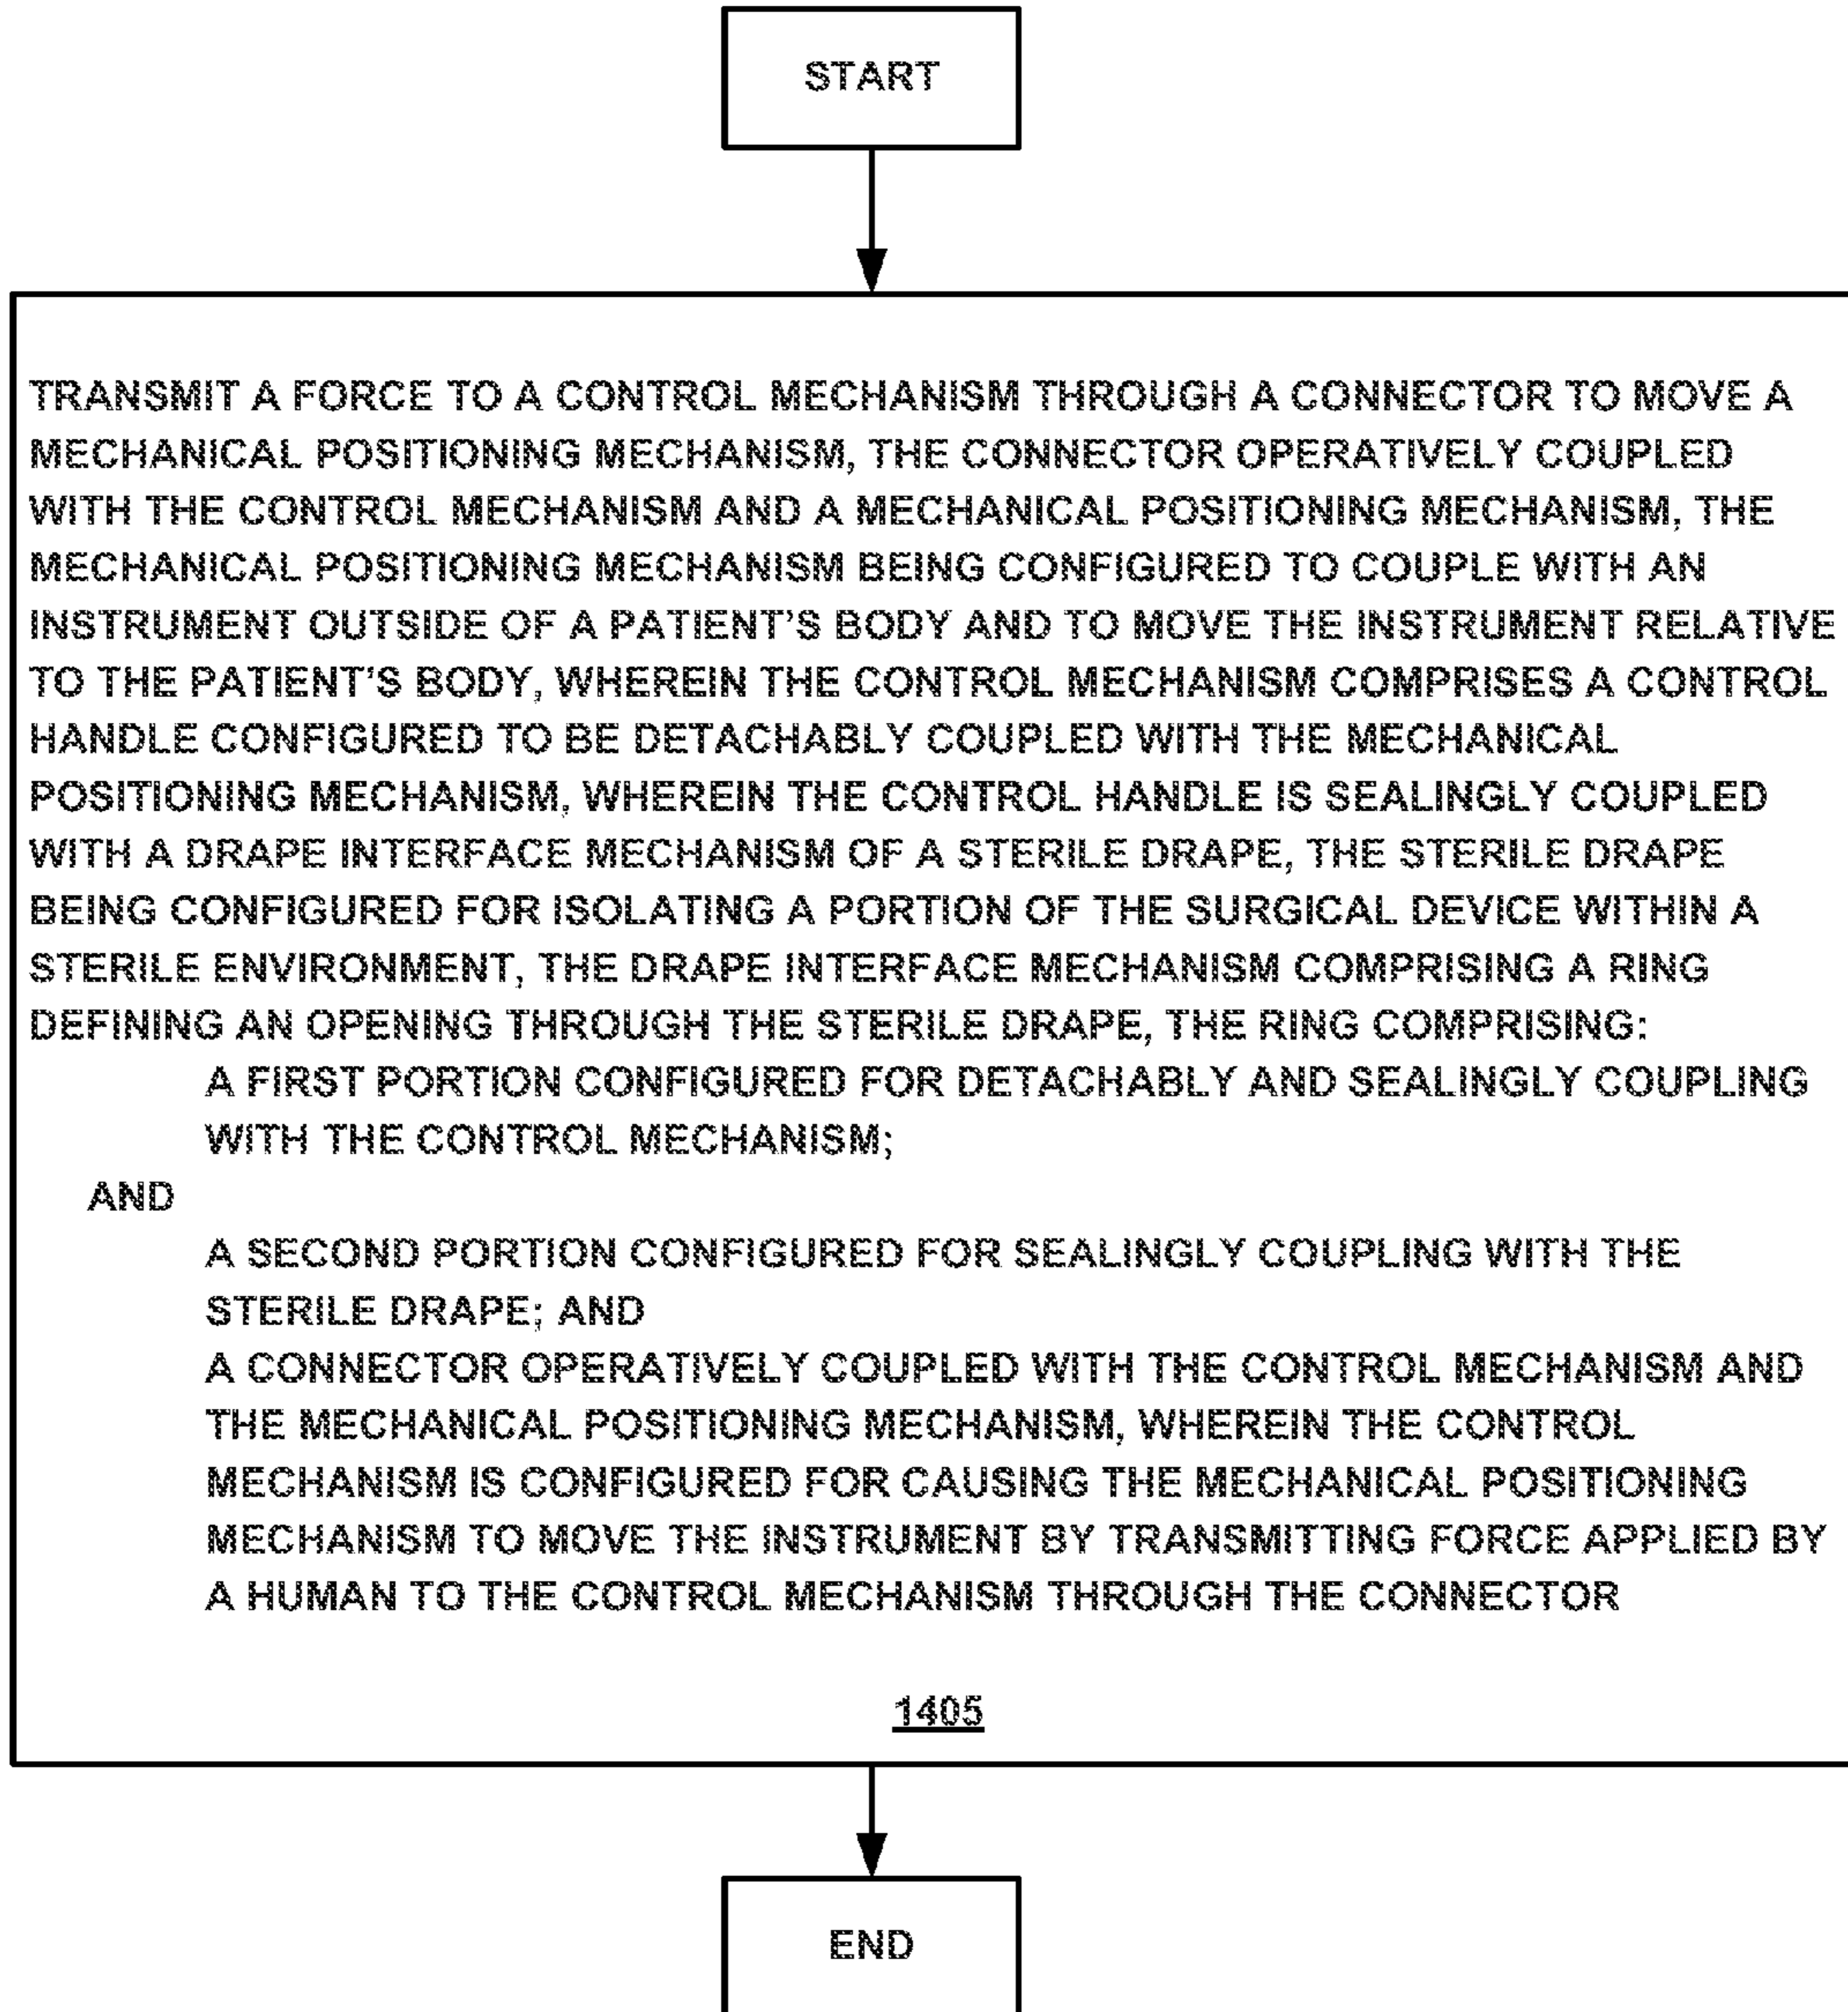 START
TRANSMIT A FORCE TO A CONTROL MECHANISM THROUGH A CONNECTOR TO MOVE A
MECHANICAL POSITIONING MECHANISM, THE CONNECTOR OPERATIVELY COUPLED
WITH THE CONTROL MECHANISM AND A MECHANICAL POSITIONING MECHANISM, THE
MECHANICAL POSITIONING MECHANISM BEING CONFIGURED TO COUPLE WITH AN
INSTRUMENT OUTSIDE OF A PATIENT'S BODY AND TO MOVE THE INSTRUMENT RELATIVE
TO THE PATIENT'S BODY, WHEREIN THE CONTROL MECHANISM COMPRISES A CONTROL
HANDLE CONFIGURED TO BE DETACHABLY COUPLED WITH THE MECHANICAL
POSITIONING MECHANISM, WHEREIN THE CONTROL HANDLE IS SEALINGLY COUPLED
WITH A DRAPE INTERFACE MECHANISM OF A STERILE DRAPE, THE STERILE DRAPE
BEING CONFIGURED FOR ISOLATING A PORTION OF THE SURGICAL DEVICE WITHIN A
STERILE ENVIRONMENT, THE DRAPE INTERFACE MECHANISM COMPRISING A RING
DEFINING AN OPENING THROUGH THE STERILE DRAPE, THE RING COMPRISING:
A FIRST PORTION CONFIGURED FOR DETACHABLY AND SEALINGLY COUPLING
WITH THE CONTROL MECHANISM;
AND
A SECOND PORTION CONFIGURED FOR SEALINGLY COUPLING WITH THE
STERILE DRAPE; AND
A CONNECTOR OPERATIVELY COUPLED WITH THE CONTROL MECHANISM AND
THE MECHANICAL POSITIONING MECHANISM, WHEREIN THE CONTROL
MECHANISM IS CONFIGURED FOR CAUSING THE MECHANICAL POSITIONING
MECHANISM TO MOVE THE INSTRUMENT BY TRANSMITTING FORCE APPLIED BY
A HUMAN TO THE CONTROL MECHANISM THROUGH THE CONNECTOR
1405
END